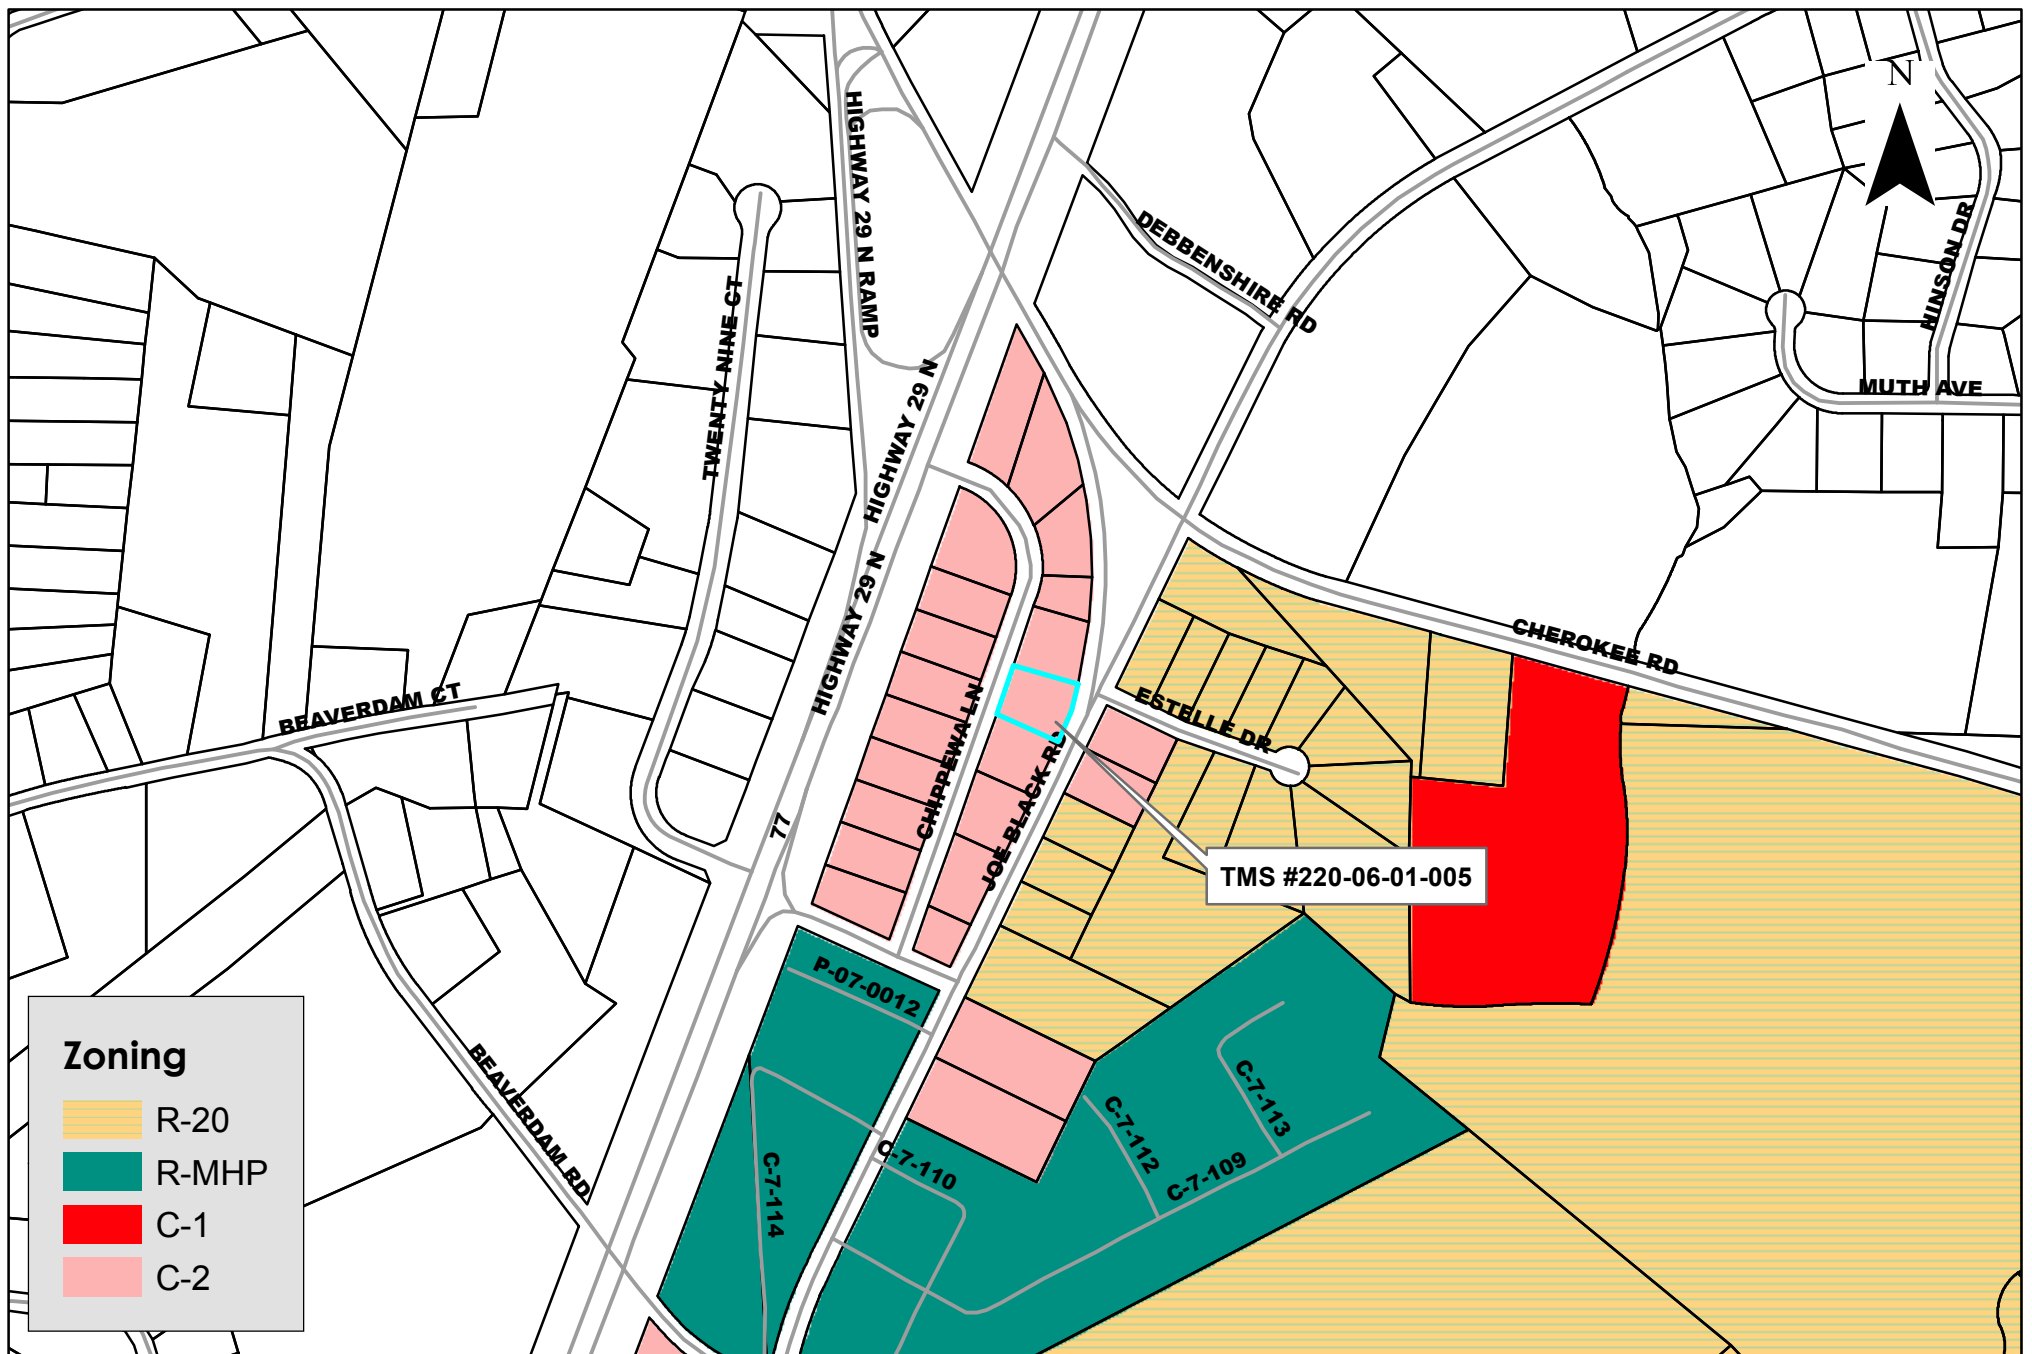 N
HIGHWAY 29 N RAMP
DEBBENSHIRE RD
HINSON DR
TWENTY NINE CT
HIGHWAY 29 N
MUTH AVE
HIGHWAY 29 N
CHEROKEE RD
BEAVERDAM CT
ESTELLE DR
CHIPPEWA LN
JOE BLACK RD
77
TMS #220-06-01-005
P-07-0012
BEAVERDAM RD
C-7-113
C-7-112
C-7-110
C-7-109
C-7-114
Zoning
R-20
R-MHP
C-1
C-2